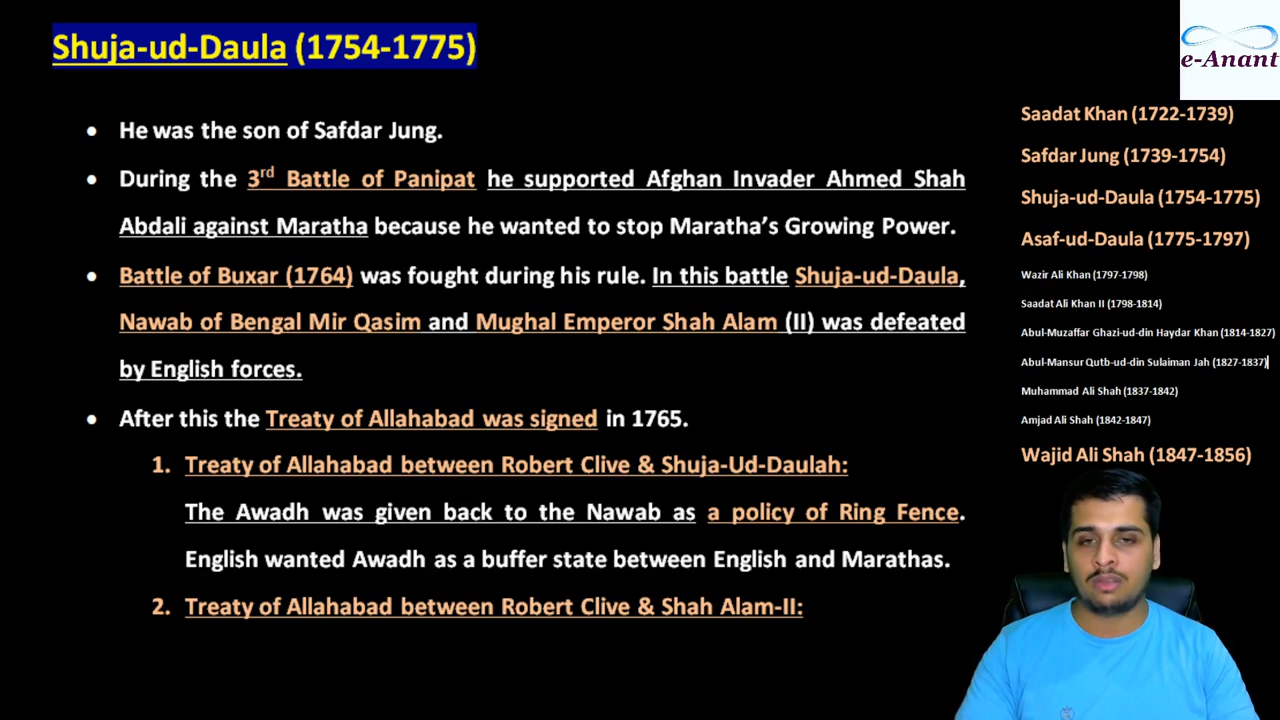 Shuja-ud-Daula (1754-1775)
e-Anant
• He was the son of Safdar Jung.
• During the 3rd Battle of Panipat he supported Afghan Invader Ahmed Shah
Abdali against Maratha because he wanted to stop Maratha's Growing Power.
• Battle of Buxar (1764) was fought during his rule. In this battle Shuja-ud-Daula,
Nawab of Bengal Mir Qasim and Mughal Emperor Shah Alam (II) was defeated
by English forces.
• After this the Treaty of Allahabad was signed in 1765.
1. Treaty of Allahabad between Robert Clive & Shuja-Ud-Daulah:
The Awadh was given back to the Nawab as a policy of Ring Fence.
English wanted Awadh as a buffer state between English and Marathas.
2. Treaty of Allahabad between Robert Clive & Shah Alam-II:
Saadat Khan (1722-1739)
Safdar Jung (1739-1754)
Shuja-ud-Daula (1754-1775)
Asaf-ud-Daula (1775-1797)
Wazir Ali Khan (1797-1798)
Saadat Ali Khan II (1798-1814)
Abul-Muzaffar Ghazi-ud-din Haydar Khan (1814-1827)
Abul-Mansur Qutb-ud-din Sulaiman Jah (1827-1837)
Muhammad Ali Shah (1837-1842)
Amjad Ali Shah (1842-1847)
Wajid Ali Shah (1847-1856)